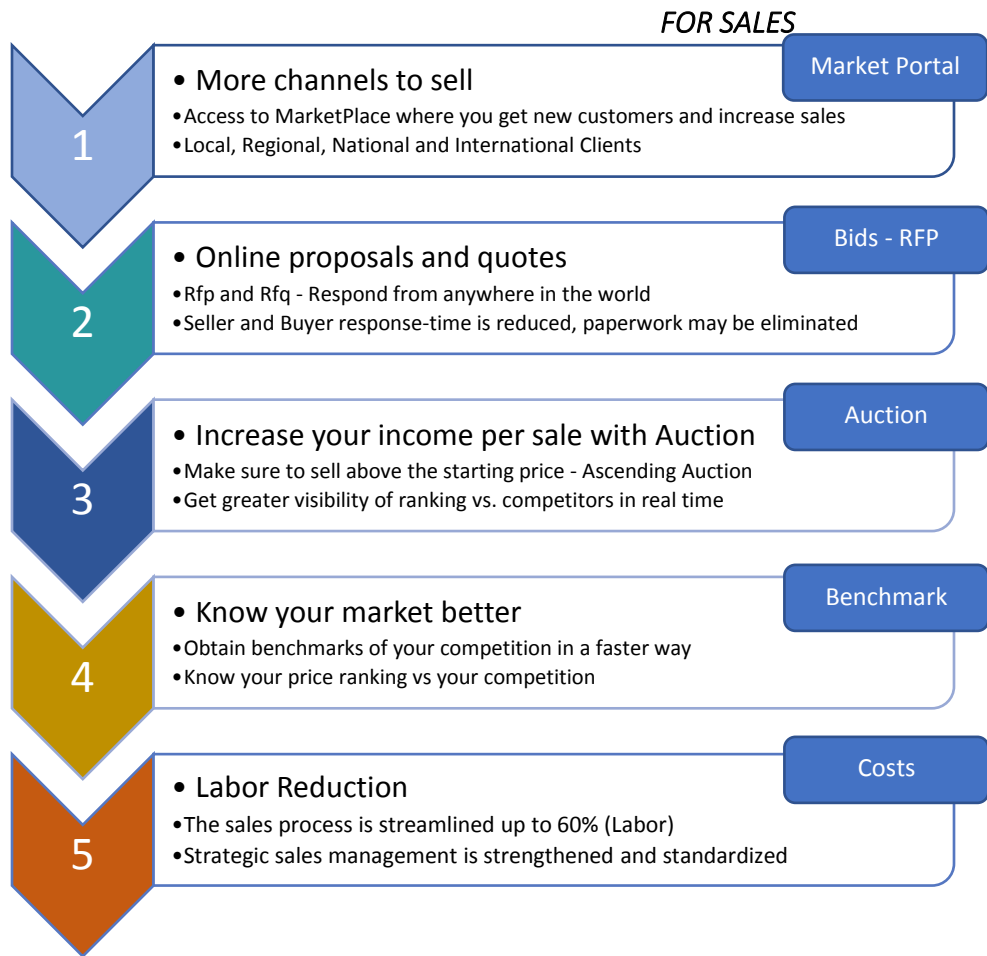 FOR SALES
Market Portal
• More channels to sell
•Access to MarketPlace where you get new customers and increase sales
•Local, Regional, National and International Clients
1
Bids - RFP
• Online proposals and quotes
•Rfp and Rfq - Respond from anywhere in the world
•Seller and Buyer response-time is reduced, paperwork may be eliminated
2
Auction
• Increase your income per sale with Auction
•Make sure to sell above the starting price - Ascending Auction
•Get greater visibility of ranking vs. competitors in real time
3
Benchmark
• Know your market better
•Obtain benchmarks of your competition in a faster way
•Know your price ranking vs your competition
4
Costs
• Labor Reduction
•The sales process is streamlined up to 60% (Labor)
•Strategic sales management is strengthened and standardized
5